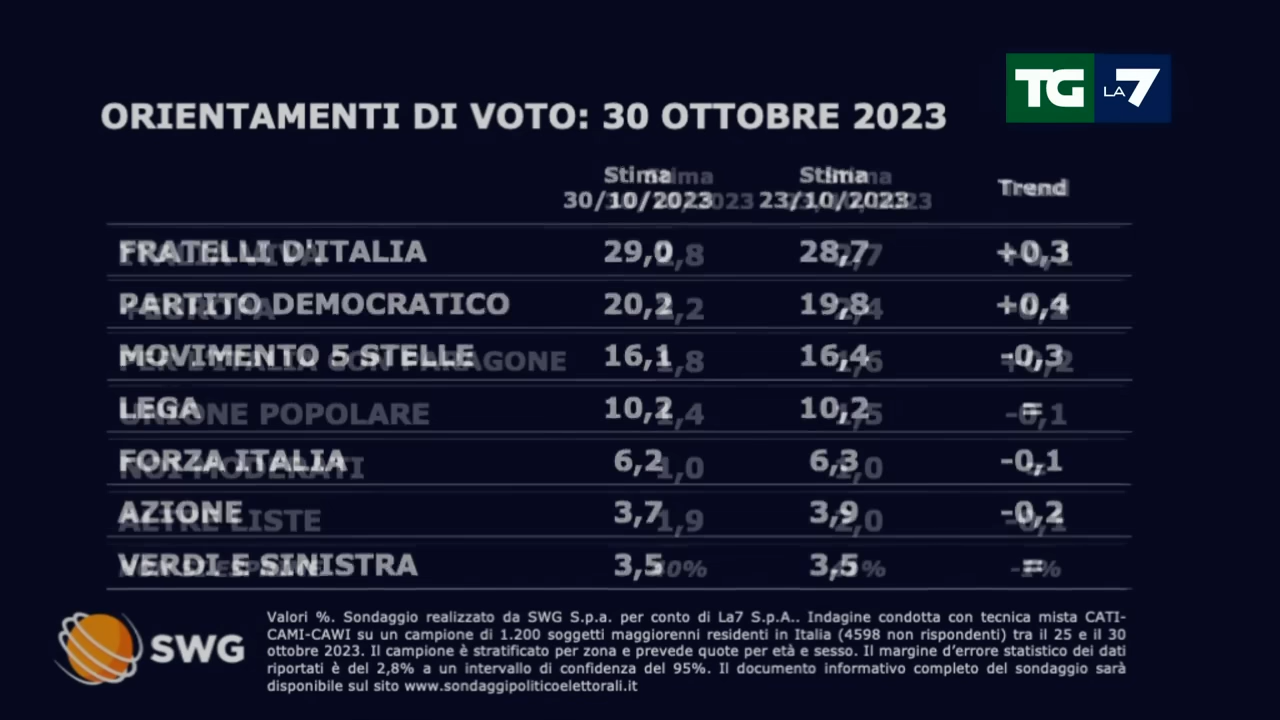 TG LA7
ORIENTAMENTI DI VOTO: 30 OTTOBRE 2023
Stima 30/10/2023 Stima 23/10/2023 Trend
FRATELLI D'ITALIA 29,0 28,7 +0,3
PARTITO DEMOCRATICO 20,2 19,8 +0,4
MOVIMENTO 5 STELLE 16,1 16,4 -0,3
LEGA 10,2 10,2 =
FORZA ITALIA 6,2 6,3 -0,1
AZIONE 3,7 3,9 -0,2
VERDI E SINISTRA 3,5 3,5 =
SWG
Valori %. Sondaggio realizzato da SWG S.p.a. per conto di La7 S.p.A.. Indagine condotta con tecnica mista CATI-
CAMI-CAWI su un campione di 1.200 soggetti maggiorenni residenti in Italia (4598 non rispondenti) tra il 25 e il 30
ottobre 2023. Il campione è stratificato per zona e prevede quote per età e sesso. Il margine d'errore statistico dei dati
riportati è del 2,8% a un intervallo di confidenza del 95%. Il documento informativo completo del sondaggio sarà
disponibile sul sito www.sondaggipoliticoelettorali.it